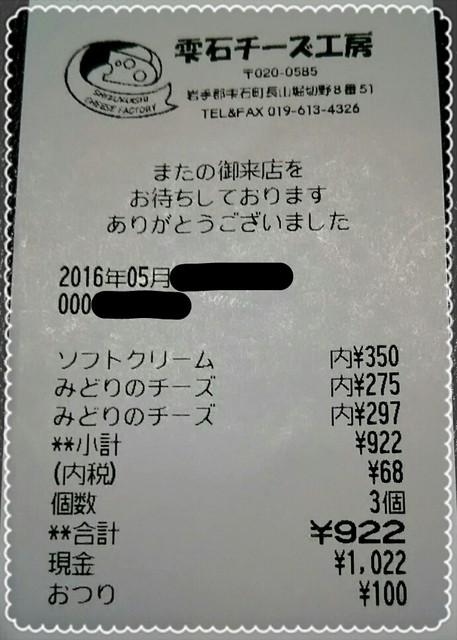 雫石チーズ工房
SHIZUKUISHI
CHEESE FACTORY
〒020-0585
岩手郡雫石町長山堀切野8番51
TEL&FAX 019-613-4326
またの御来店を
お待ちしております
ありがとうございました
2016年05月
000
ソフトクリーム 内¥350
みどりのチーズ 内¥275
みどりのチーズ 内¥297
**小計 ¥922
(内税) ¥68
個数 3個
**合計 ¥922
現金 ¥1,022
おつり ¥100